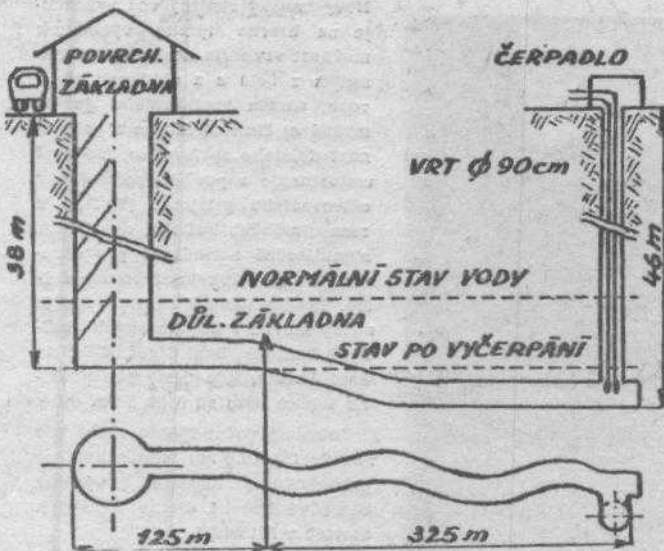 POVRCH.
ZÁKLADNA
ČERPADLO
VRT ϕ 90cm
38 m
46 m
NORMÁLNÍ STAV VODY
DŮL. ZÁKLADNA
STAV PO VYČERPÁNÍ
125 m
325 m